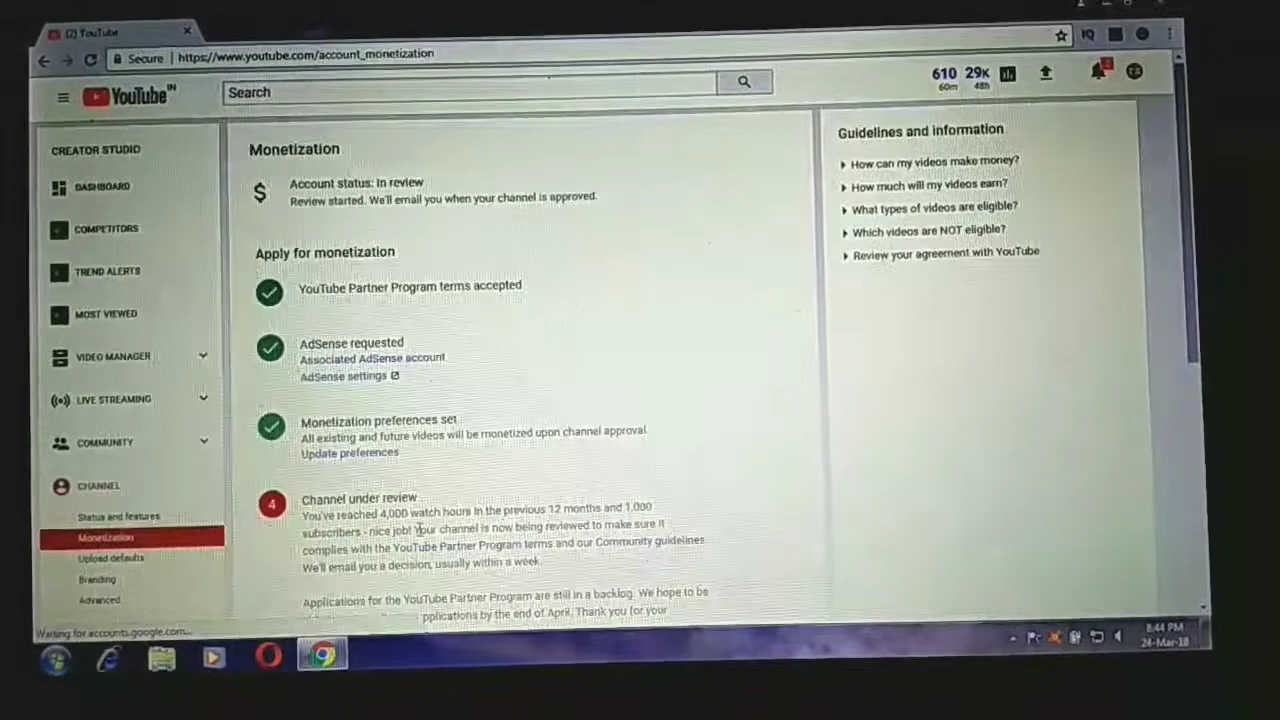 (2) YouTube
Secure | https://www.youtube.com/account_monetization
YouTube IN
Search
610 29K
60m 48h
CREATOR STUDIO
DASHBOARD
COMPETITORS
TREND ALERTS
MOST VIEWED
VIDEO MANAGER
LIVE STREAMING
COMMUNITY
CHANNEL
Status and features
Monetization
Upload defaults
Branding
Advanced
Waiting for accounts.google.com...
Monetization
$
Account status: In review
Review started. We'll email you when your channel is approved.
Apply for monetization
YouTube Partner Program terms accepted
AdSense requested
Associated AdSense account
AdSense settings
Monetization preferences set
All existing and future videos will be monetized upon channel approval.
Update preferences
4
Channel under review
You've reached 4,000 watch hours in the previous 12 months and 1,000
subscribers - nice job! Your channel is now being reviewed to make sure it
complies with the YouTube Partner Program terms and our Community guidelines
We'll email you a decision, usually within a week.
Applications for the YouTube Partner Program are still in a backlog. We hope to be
pplications by the end of April. Thank you for your
Guidelines and information
How can my videos make money?
How much will my videos earn?
What types of videos are eligible?
Which videos are NOT eligible?
Review your agreement with YouTube
8:44 PM
24-Mar-18